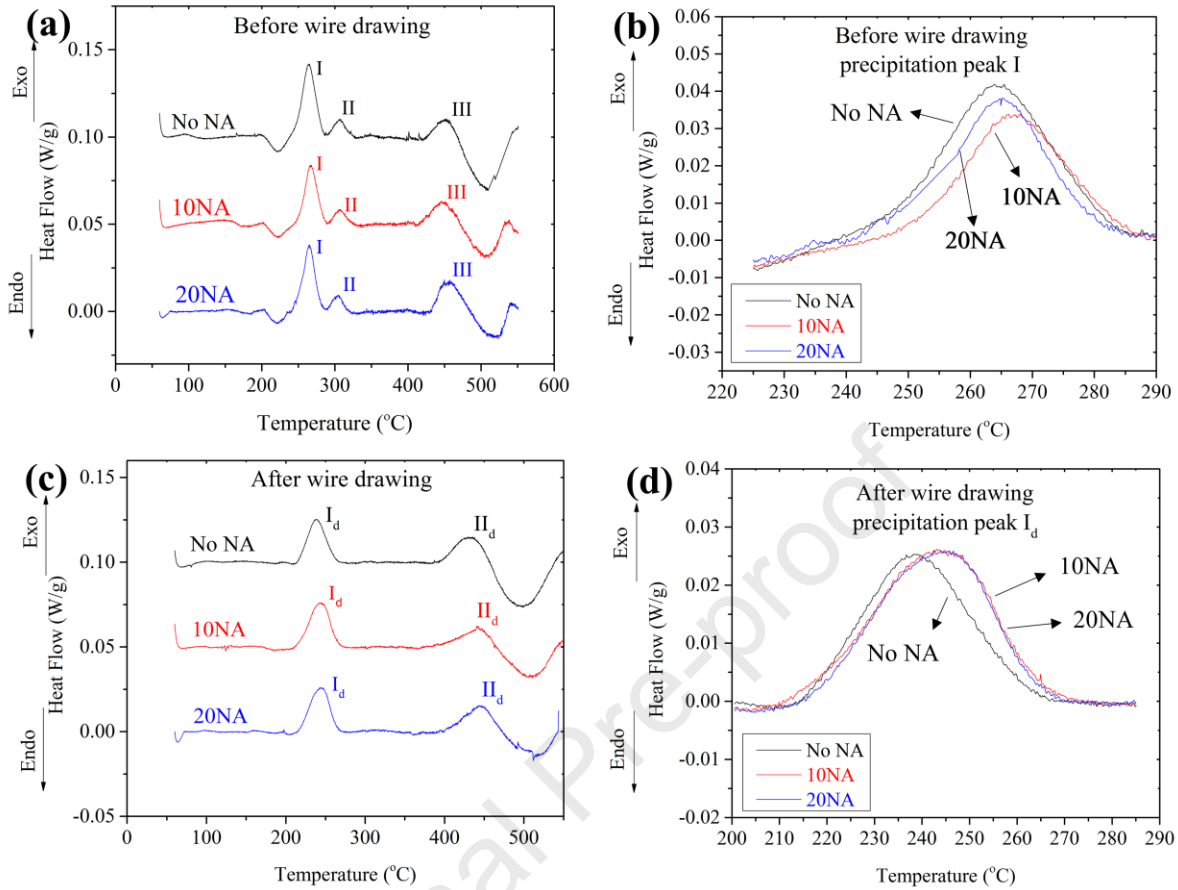 (a)
Before wire drawing
Exo
Heat Flow (W/g)
Endo
0.15
0.10
0.05
0.00
I
II
III
No NA
I
II
III
10NA
I
II
III
20NA
0 100 200 300 400 500 600
Temperature (°C)
(b)
Before wire drawing
precipitation peak I
Exo
Heat Flow (W/g)
Endo
0.06
0.05
0.04
0.03
0.02
0.01
0.00
-0.01
-0.02
-0.03
No NA
10NA
20NA
No NA
10NA
20NA
220 230 240 250 260 270 280 290
Temperature (°C)
(c)
After wire drawing
Exo
Heat Flow (W/g)
Endo
0.15
0.10
0.05
0.00
-0.05
Id
IId
No NA
Id
IId
10NA
Id
IId
20NA
0 100 200 300 400 500
Temperature (°C)
(d)
After wire drawing
precipitation peak Id
Exo
Heat Flow (W/g)
Endo
0.04
0.03
0.02
0.01
0.00
-0.01
-0.02
10NA
20NA
No NA
No NA
10NA
20NA
200 210 220 230 240 250 260 270 280 290
Temperature (°C)
nal Pre-proof